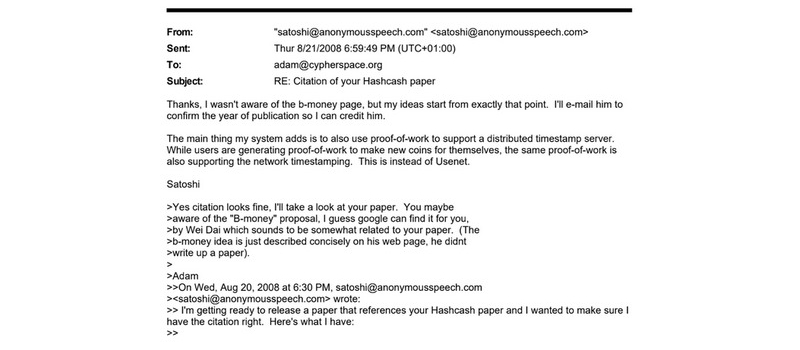 From: "satoshi@anonymousspeech.com" <satoshi@anonymousspeech.com>
Sent: Thur 8/21/2008 6:59:49 PM (UTC+01:00)
To: adam@cypherspace.org
Subject: RE: Citation of your Hashcash paper
Thanks, I wasn't aware of the b-money page, but my ideas start from exactly that point.  I'll e-mail him to
confirm the year of publication so I can credit him.
The main thing my system adds is to also use proof-of-work to support a distributed timestamp server.
While users are generating proof-of-work to make new coins for themselves, the same proof-of-work is
also supporting the network timestamping.  This is instead of Usenet.
Satoshi
>Yes citation looks fine, I'll take a look at your paper.  You maybe
>aware of the "B-money" proposal, I guess google can find it for you,
>by Wei Dai which sounds to be somewhat related to your paper.  (The
>b-money idea is just described concisely on his web page, he didnt
>write up a paper).
>
>Adam
>>On Wed, Aug 20, 2008 at 6:30 PM, satoshi@anonymousspeech.com
><satoshi@anonymousspeech.com> wrote:
>> I'm getting ready to release a paper that references your Hashcash paper and I wanted to make sure I
have the citation right.  Here's what I have:
>>